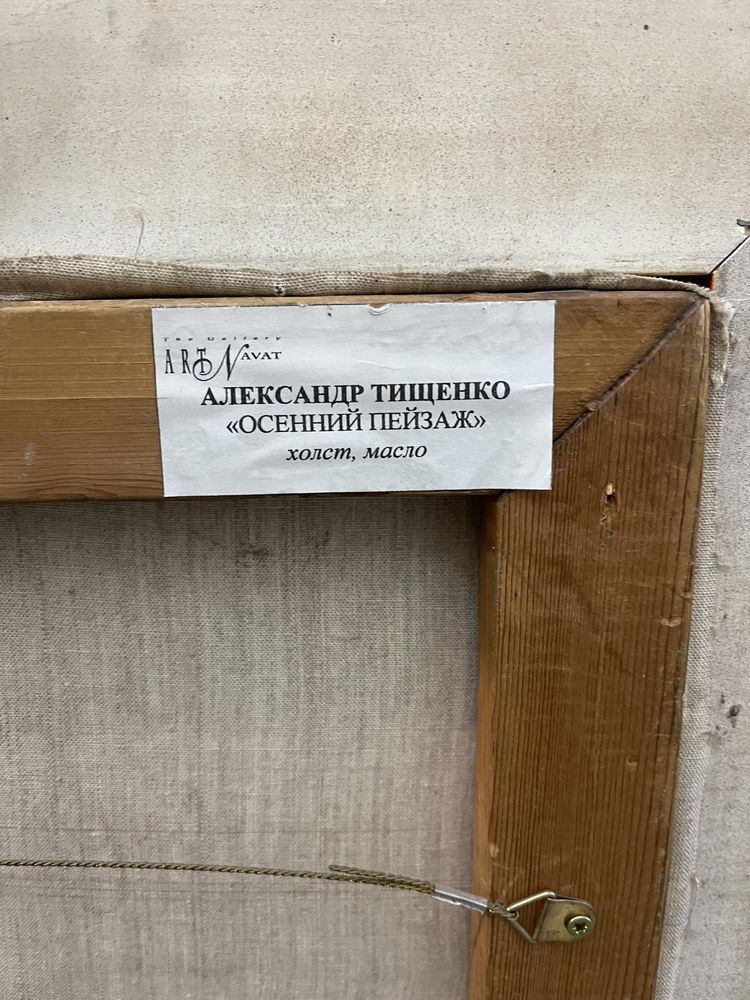 The Gallery
ART NAVAT
АЛЕКСАНДР ТИЩЕНКО
«ОСЕННИЙ ПЕЙЗАЖ»
холст, масло